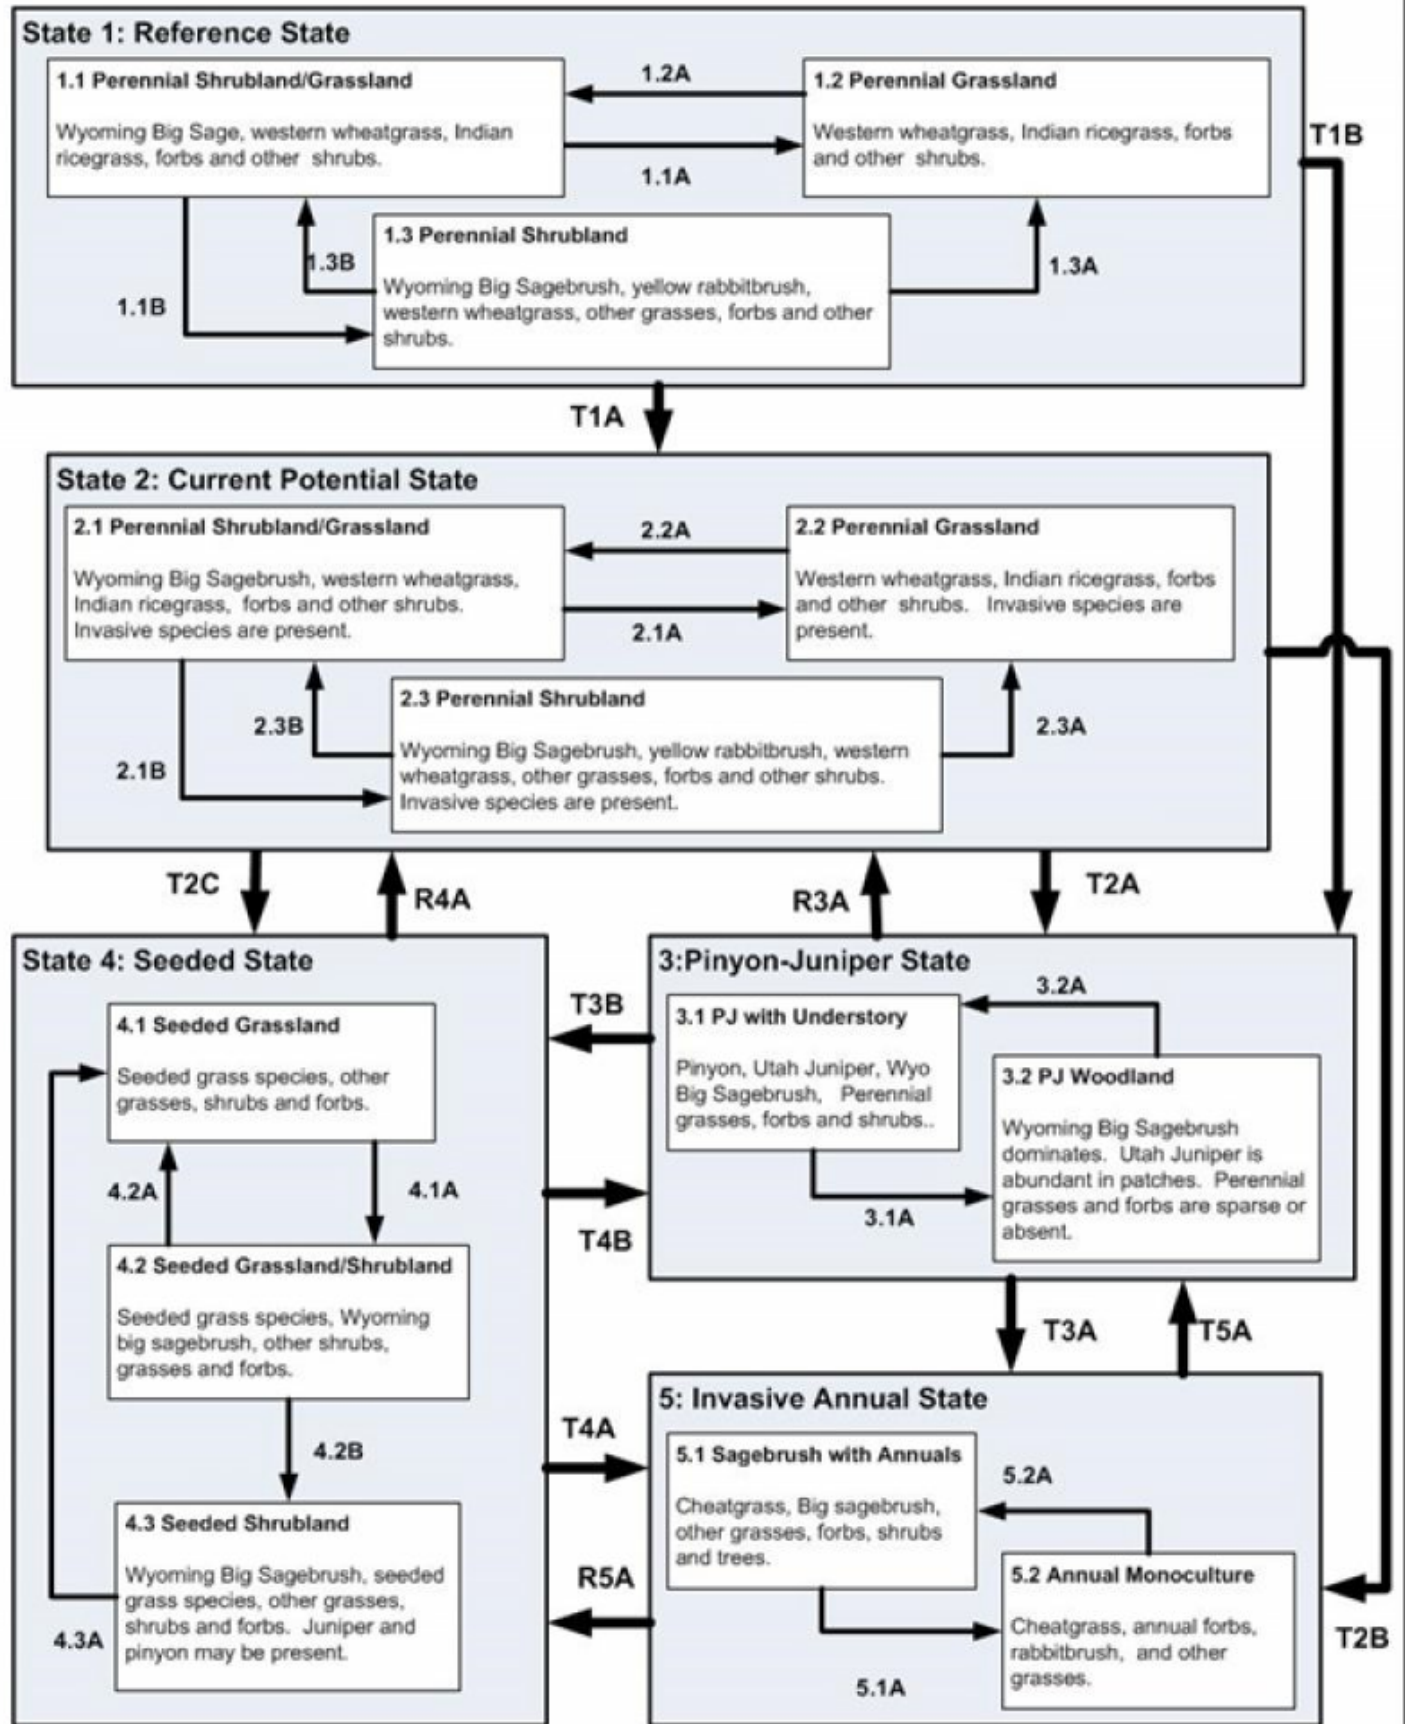 State 1: Reference State
1.1 Perennial Shrubland/Grassland
Wyoming Big Sage, western wheatgrass, Indian
ricegrass, forbs and other shrubs.
1.2A
1.1A
1.2 Perennial Grassland
Western wheatgrass, Indian ricegrass, forbs
and other shrubs.
T1B
1.3 Perennial Shrubland
Wyoming Big Sagebrush, yellow rabbitbrush,
western wheatgrass, other grasses, forbs and other
shrubs.
1.3B
1.1B
1.3A
T1A
State 2: Current Potential State
2.1 Perennial Shrubland/Grassland
Wyoming Big Sagebrush, western wheatgrass,
Indian ricegrass, forbs and other shrubs.
Invasive species are present.
2.2A
2.1A
2.2 Perennial Grassland
Western wheatgrass, Indian ricegrass, forbs
and other shrubs. Invasive species are
present.
2.3 Perennial Shrubland
Wyoming Big Sagebrush, yellow rabbitbrush, western
wheatgrass, other grasses, forbs and other shrubs.
Invasive species are present.
2.3B
2.1B
2.3A
T2C
R4A
R3A
T2A
State 4: Seeded State
4.1 Seeded Grassland
Seeded grass species, other
grasses, shrubs and forbs.
4.2A
4.1A
4.2 Seeded Grassland/Shrubland
Seeded grass species, Wyoming
big sagebrush, other shrubs,
grasses and forbs.
4.2B
4.3 Seeded Shrubland
Wyoming Big Sagebrush, seeded
grass species, other grasses,
shrubs and forbs. Juniper and
pinyon may be present.
4.3A
T3B
T4B
T4A
R5A
3:Pinyon-Juniper State
3.1 PJ with Understory
Pinyon, Utah Juniper, Wyo
Big Sagebrush, Perennial
grasses, forbs and shrubs..
3.2A
3.1A
3.2 PJ Woodland
Wyoming Big Sagebrush
dominates. Utah Juniper is
abundant in patches. Perennial
grasses and forbs are sparse or
absent.
T3A
T5A
5: Invasive Annual State
5.1 Sagebrush with Annuals
Cheatgrass, Big sagebrush,
other grasses, forbs, shrubs
and trees.
5.2A
5.1A
5.2 Annual Monoculture
Cheatgrass, annual forbs,
rabbitbrush, and other
grasses.
T2B